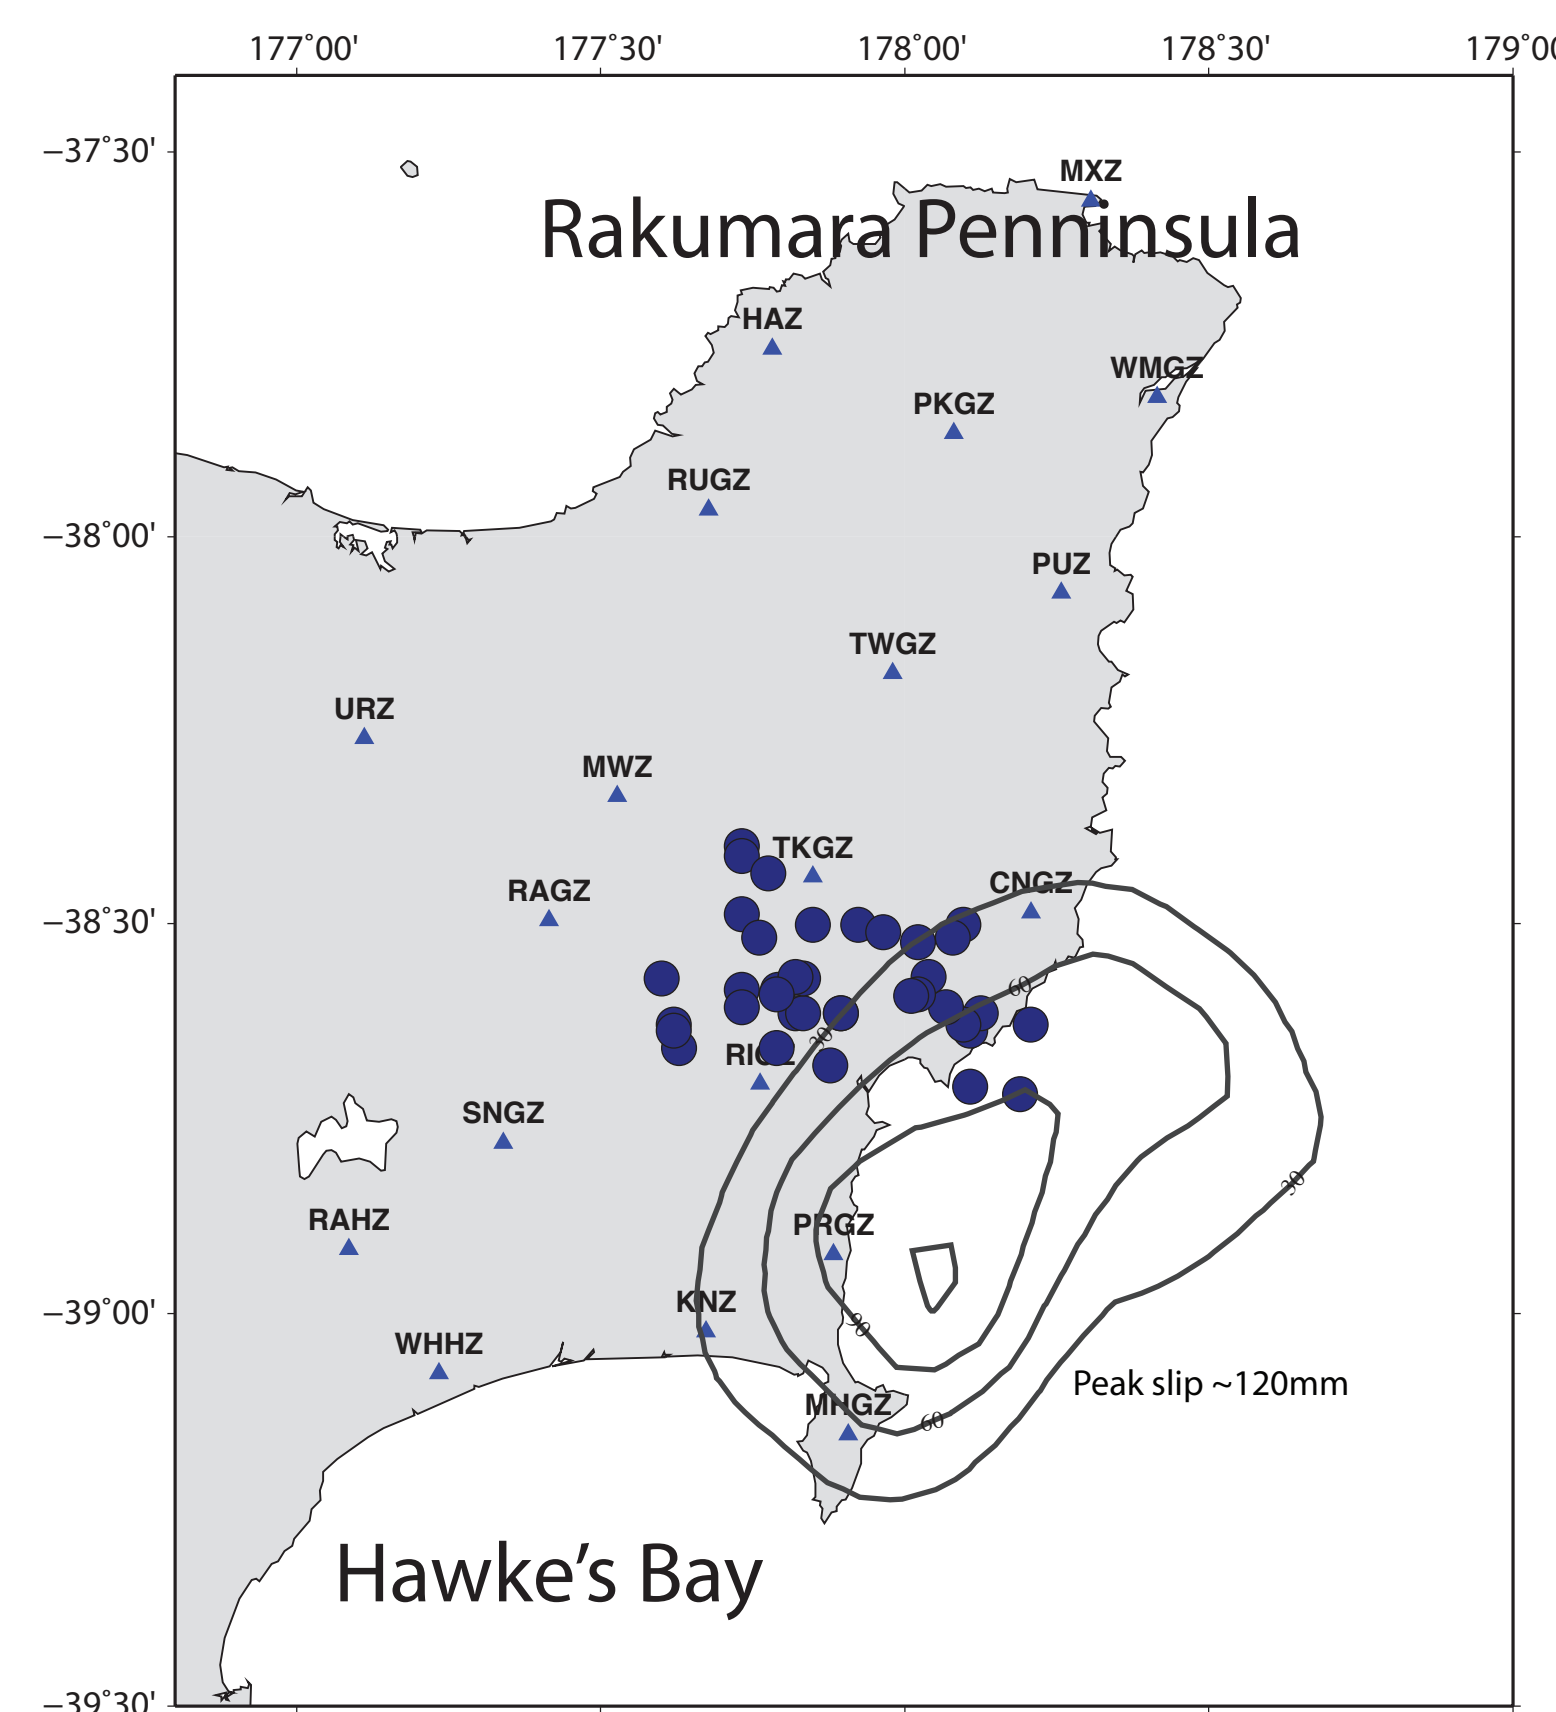 177°00' 177°30' 178°00' 178°30' 179°00
−37°30'
MXZ
Rakumara Penninsula
HAZ
WMGZ
PKGZ
RUGZ
−38°00'
PUZ
TWGZ
URZ
MWZ
TKGZ
CNGZ
RAGZ
−38°30'
60
30
SNGZ
30
RAHZ
PRGZ
KNZ
−39°00'
90
WHHZ
Peak slip ~120mm
MHGZ
60
Hawke’s Bay
−39°30'